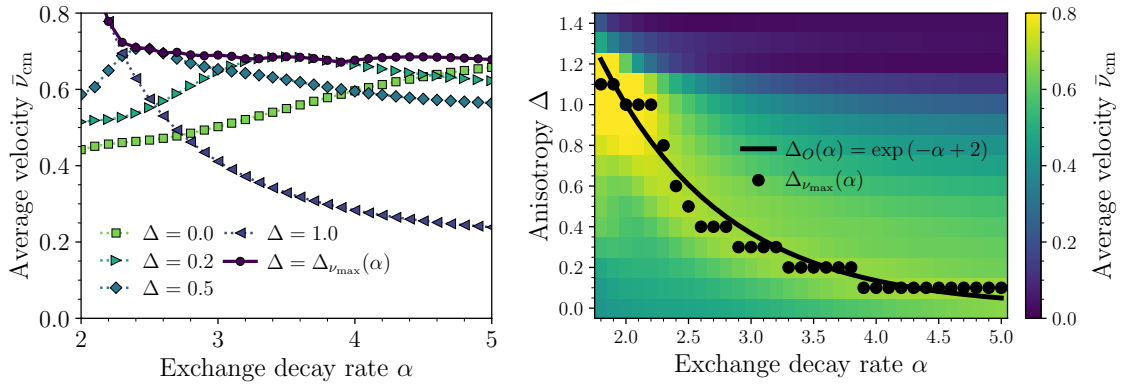 Average velocity ν̄cm
0.8
0.6
0.4
0.2
0.0
Δ = 0.0
Δ = 0.2
Δ = 0.5
Δ = 1.0
Δ = Δνmax(α)
2 3 4 5
Exchange decay rate α
Anisotropy Δ
1.4
1.2
1.0
0.8
0.6
0.4
0.2
0.0
ΔO(α) = exp (−α + 2)
Δνmax(α)
2.0 2.5 3.0 3.5 4.0 4.5 5.0
Exchange decay rate α
0.8
0.6
0.4
0.2
0.0
Average velocity ν̄cm